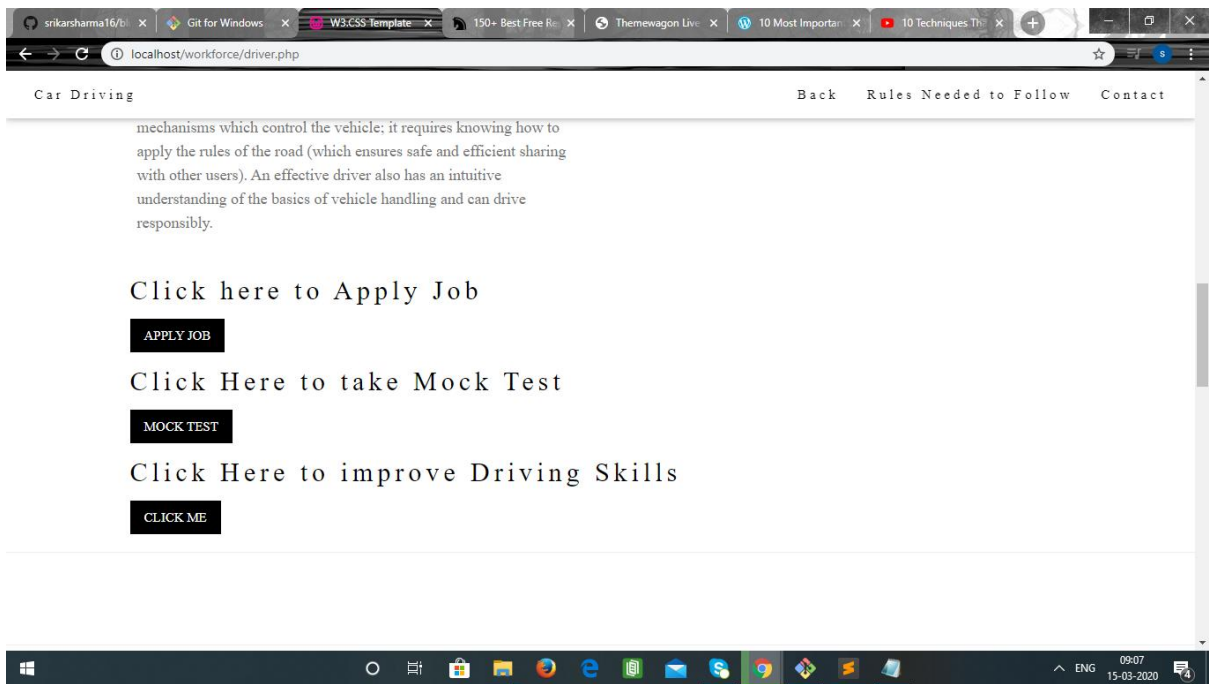 srikarsharma16/bl
Git for Windows
W3.CSS Template
150+ Best Free Re
Themewagon Live
10 Most Importan
10 Techniques Th
localhost/workforce/driver.php
s
Car Driving
Back
Rules Needed to Follow
Contact
mechanisms which control the vehicle; it requires knowing how to
apply the rules of the road (which ensures safe and efficient sharing
with other users). An effective driver also has an intuitive
understanding of the basics of vehicle handling and can drive
responsibly.
Click here to Apply Job
APPLY JOB
Click Here to take Mock Test
MOCK TEST
Click Here to improve Driving Skills
CLICK ME
ENG
09:07
15-03-2020
4